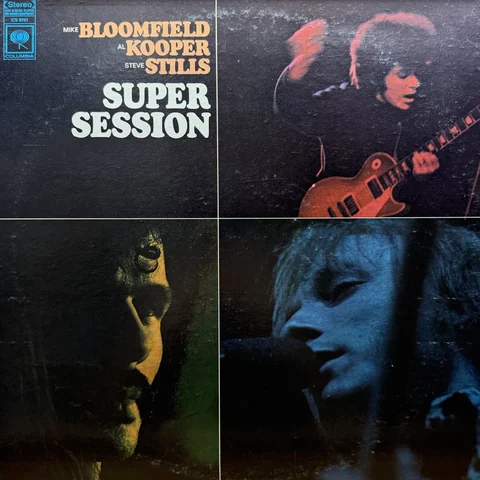 Stereo
COLUMBIA
MIKE BLOOMFIELD
AL KOOPER
STEVE STILLS
SUPER
SESSION